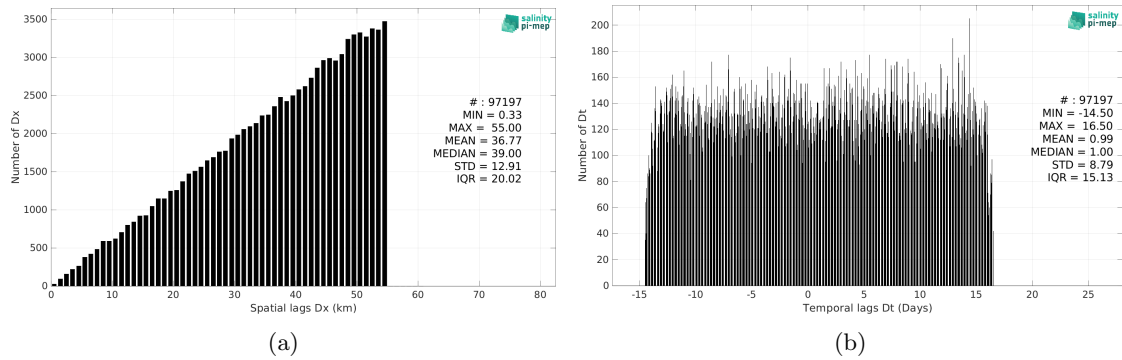 3500
3000
2500
2000
1500
1000
500
0
Number of Dx
salinity
pi-mep
# : 97197
MIN = 0.33
MAX = 55.00
MEAN = 36.77
MEDIAN = 39.00
STD = 12.91
IQR = 20.02
0 10 20 30 40 50 60 70 80
Spatial lags Dx (km)
(a)
200
180
160
140
120
100
80
60
40
20
0
Number of Dt
salinity
pi-mep
# : 97197
MIN = -14.50
MAX = 16.50
MEAN = 0.99
MEDIAN = 1.00
STD = 8.79
IQR = 15.13
-15 -10 -5 0 5 10 15 20 25
Temporal lags Dt (Days)
(b)